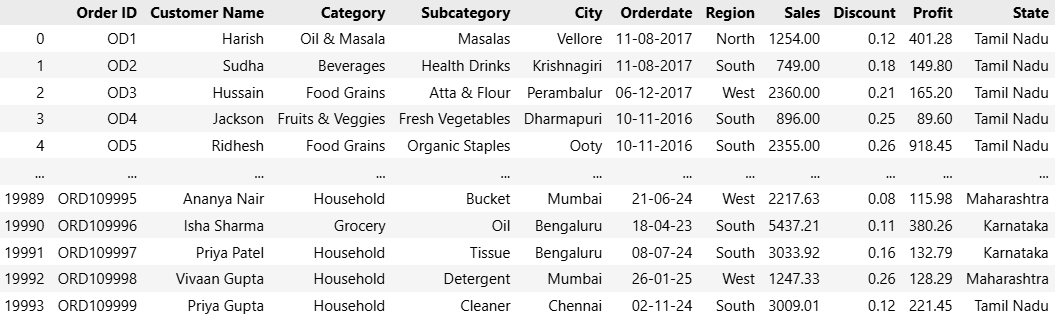 Order ID Customer Name Category Subcategory City Orderdate Region Sales Discount Profit State
0 OD1 Harish Oil & Masala Masalas Vellore 11-08-2017 North 1254.00 0.12 401.28 Tamil Nadu
1 OD2 Sudha Beverages Health Drinks Krishnagiri 11-08-2017 South 749.00 0.18 149.80 Tamil Nadu
2 OD3 Hussain Food Grains Atta & Flour Perambalur 06-12-2017 West 2360.00 0.21 165.20 Tamil Nadu
3 OD4 Jackson Fruits & Veggies Fresh Vegetables Dharmapuri 10-11-2016 South 896.00 0.25 89.60 Tamil Nadu
4 OD5 Ridhesh Food Grains Organic Staples Ooty 10-11-2016 South 2355.00 0.26 918.45 Tamil Nadu
... ... ... ... ... ... ... ... ... ... ... ...
19989 ORD109995 Ananya Nair Household Bucket Mumbai 21-06-24 West 2217.63 0.08 115.98 Maharashtra
19990 ORD109996 Isha Sharma Grocery Oil Bengaluru 18-04-23 South 5437.21 0.11 380.26 Karnataka
19991 ORD109997 Priya Patel Household Tissue Bengaluru 08-07-24 South 3033.92 0.16 132.79 Karnataka
19992 ORD109998 Vivaan Gupta Household Detergent Mumbai 26-01-25 West 1247.33 0.26 128.29 Maharashtra
19993 ORD109999 Priya Gupta Household Cleaner Chennai 02-11-24 South 3009.01 0.12 221.45 Tamil Nadu